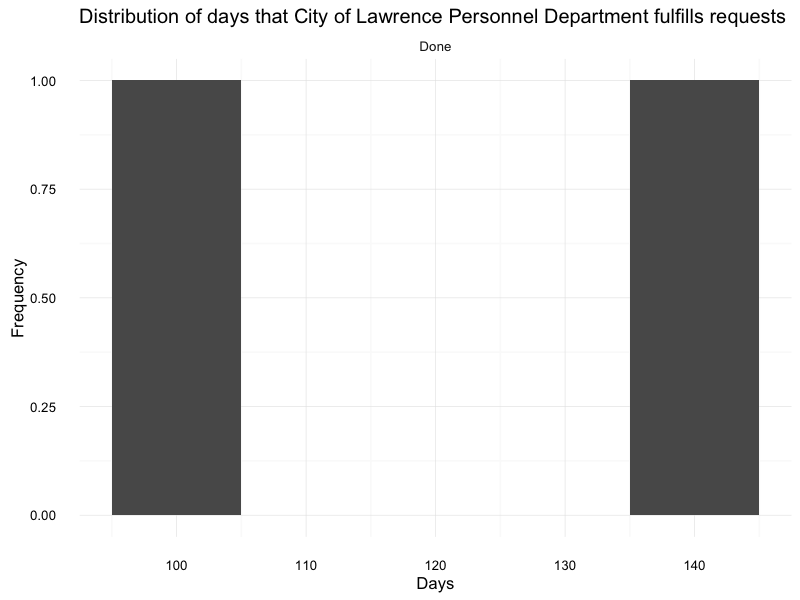 Distribution of days that City of Lawrence Personnel Department fulfills requests
Done
1.00
0.75
0.50
0.25
0.00
Frequency
100 110 120 130 140
Days